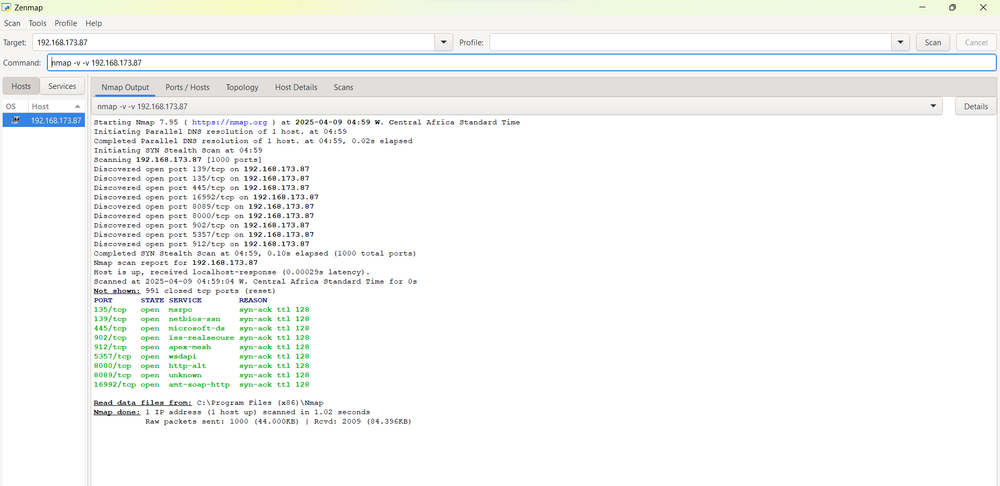 Zenmap
Scan Tools Profile Help
Target: 192.168.173.87 Profile: Scan Cancel
Command: nmap -v -v 192.168.173.87
Hosts Services Nmap Output Ports / Hosts Topology Host Details Scans
OS Host nmap -v -v 192.168.173.87 Details
192.168.173.87
Starting Nmap 7.95 ( https://nmap.org ) at 2025-04-09 04:59 W. Central Africa Standard Time
Initiating Parallel DNS resolution of 1 host. at 04:59
Completed Parallel DNS resolution of 1 host. at 04:59, 0.02s elapsed
Initiating SYN Stealth Scan at 04:59
Scanning 192.168.173.87 [1000 ports]
Discovered open port 139/tcp on 192.168.173.87
Discovered open port 135/tcp on 192.168.173.87
Discovered open port 445/tcp on 192.168.173.87
Discovered open port 16992/tcp on 192.168.173.87
Discovered open port 8089/tcp on 192.168.173.87
Discovered open port 8000/tcp on 192.168.173.87
Discovered open port 902/tcp on 192.168.173.87
Discovered open port 5357/tcp on 192.168.173.87
Discovered open port 912/tcp on 192.168.173.87
Completed SYN Stealth Scan at 04:59, 0.10s elapsed (1000 total ports)
Nmap scan report for 192.168.173.87
Host is up, received localhost-response (0.00029s latency).
Scanned at 2025-04-09 04:59:04 W. Central Africa Standard Time for 0s
Not shown: 991 closed tcp ports (reset)
PORT STATE SERVICE REASON
135/tcp open msrpc syn-ack ttl 128
139/tcp open netbios-ssn syn-ack ttl 128
445/tcp open microsoft-ds syn-ack ttl 128
902/tcp open iss-realsecure syn-ack ttl 128
912/tcp open apex-mesh syn-ack ttl 128
5357/tcp open wsdapi syn-ack ttl 128
8000/tcp open http-alt syn-ack ttl 128
8089/tcp open unknown syn-ack ttl 128
16992/tcp open amt-soap-http syn-ack ttl 128
Read data files from: C:\Program Files (x86)\Nmap
Nmap done: 1 IP address (1 host up) scanned in 1.02 seconds
Raw packets sent: 1000 (44.000KB) | Rcvd: 2009 (84.396KB)